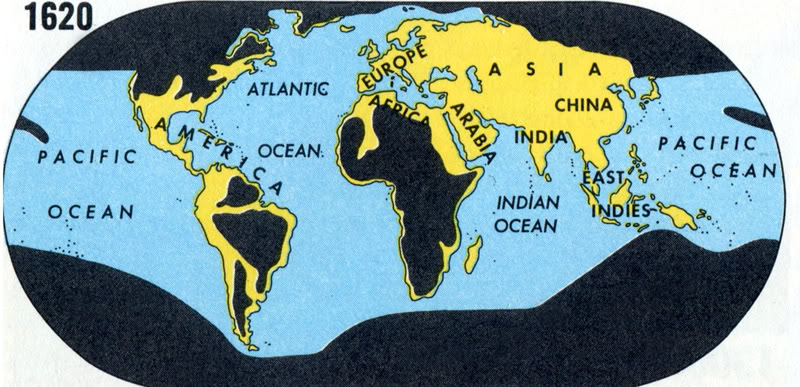 1620
ATLANTIC
OCEAN
EUROPE
ASIA
AFRICA
ARABIA
CHINA
INDIA
AMERICA
PACIFIC
OCEAN
INDIAN
OCEAN
EAST
INDIES
PACIFIC
OCEAN